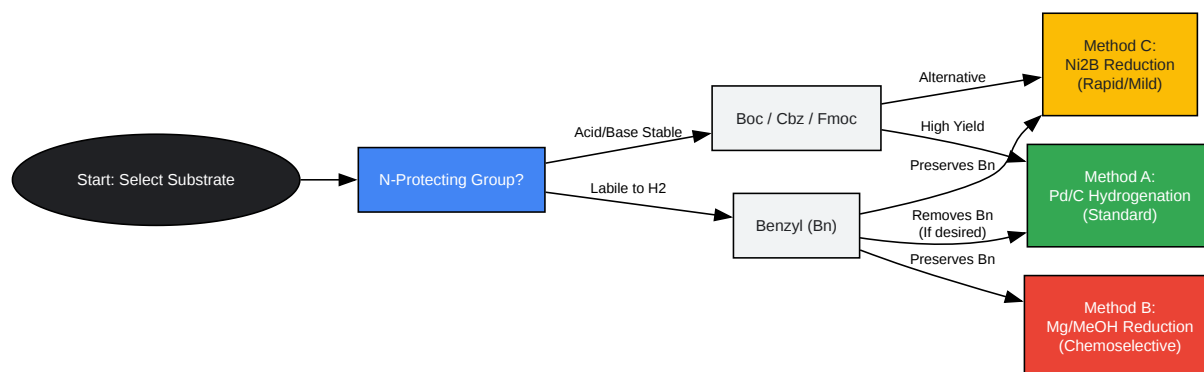 Start: Select Substrate
N-Protecting Group?
Acid/Base Stable
Labile to H2
Boc / Cbz / Fmoc
Benzyl (Bn)
Alternative
High Yield
Preserves Bn
Removes Bn
(If desired)
Preserves Bn
Method C:
Ni2B Reduction
(Rapid/Mild)
Method A:
Pd/C Hydrogenation
(Standard)
Method B:
Mg/MeOH Reduction
(Chemoselective)